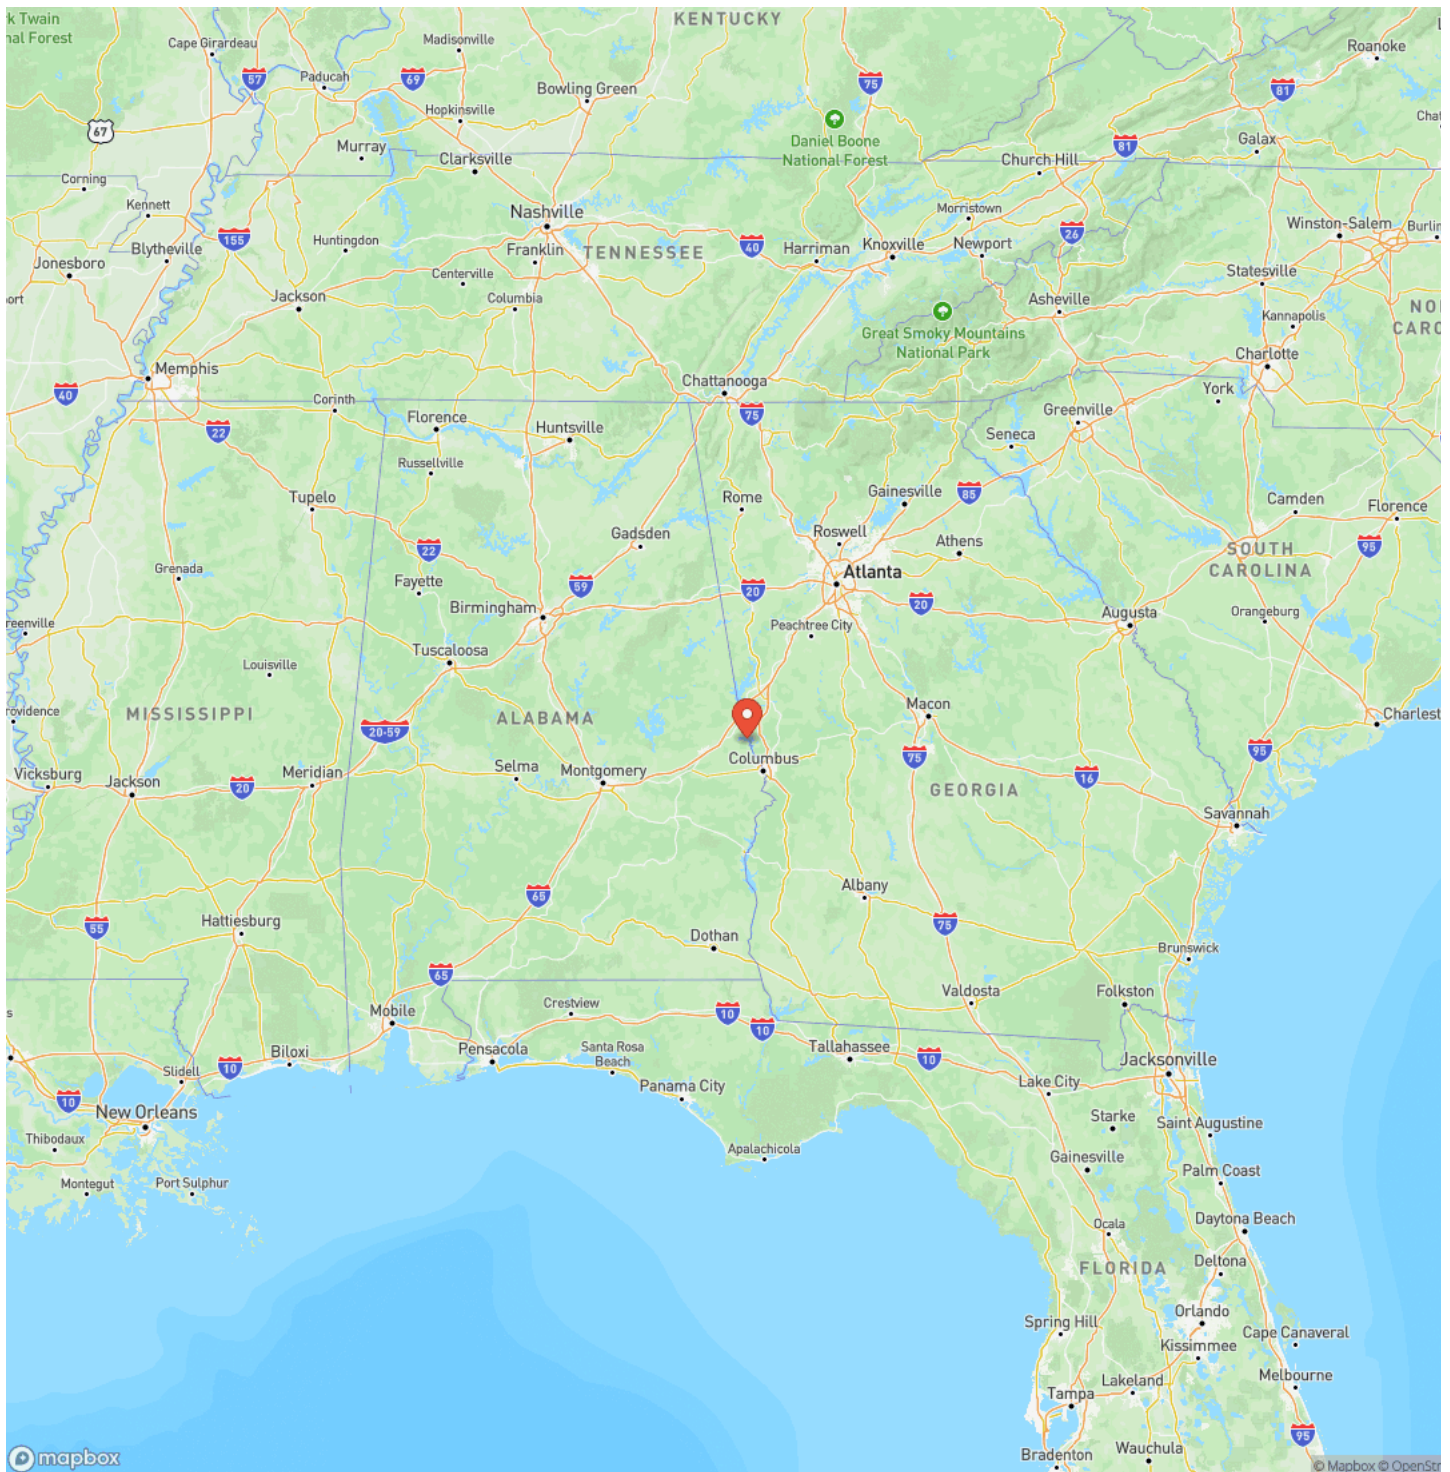 KENTUCKY
k Twain
nal Forest
Cape Girardeau
Madisonville
Roanoke
57
Paducah
69
75
81
Bowling Green
Hopkinsville
67
Daniel Boone
National Forest
Murray
Clarksville
Church Hill
81
Galax
Chat
Corning
Kennett
Nashville
Morristown
Winston-Salem
Burlin
155
Blytheville
Huntingdon
Franklin
TENNESSEE
40
Harriman
Knoxville
Newport
26
Jonesboro
Centerville
Statesville
ort
Jackson
Columbia
Asheville
NO
CARO
Kannapolis
Great Smoky Mountains
National Park
Charlotte
Memphis
40
Chattanooga
York
Corinth
75
Greenville
Florence
Huntsville
Seneca
22
Russellville
Tupelo
Rome
Gainesville
85
Camden
Florence
Gadsden
Roswell
Athens
95
SOUTH
CAROLINA
22
Grenada
Fayette
59
20
Atlanta
20
Birmingham
Augusta
Orangeburg
reenville
Peachtree City
Tuscaloosa
Louisville
Macon
rovidence
MISSISSIPPI
ALABAMA
Charlest
20-59
75
95
Columbus
Vicksburg
Jackson
20
Meridian
Selma
Montgomery
GEORGIA
16
Savannah
65
Albany
55
Hattiesburg
75
Dothan
Brunswick
65
Valdosta
Folkston
s
Mobile
Crestview
10
10
Pensacola
Santa Rosa
Beach
Tallahassee
10
Jacksonville
Biloxi
10
Slidell
Panama City
Lake City
10
New Orleans
Starke
Saint Augustine
Thibodaux
Apalachicola
Gainesville
Palm Coast
Montegut
Port Sulphur
Daytona Beach
Ocala
FLORIDA
Deltona
Orlando
Spring Hill
Cape Canaveral
Kissimmee
Melbourne
Lakeland
Tampa
95
Wauchula
Bradenton
mapbox
© Mapbox © OpenStr